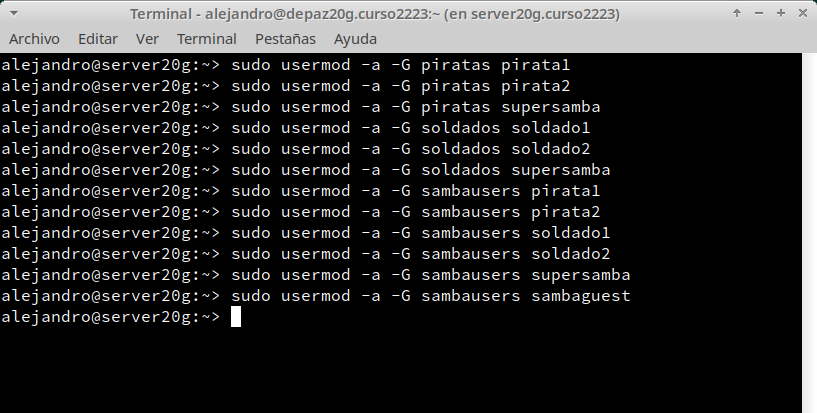 Terminal - alejandro@depaz20g.curso2223:~ (en server20g.curso2223)
Archivo Editar Ver Terminal Pestañas Ayuda
alejandro@server20g:~> sudo usermod -a -G piratas pirata1
alejandro@server20g:~> sudo usermod -a -G piratas pirata2
alejandro@server20g:~> sudo usermod -a -G piratas supersamba
alejandro@server20g:~> sudo usermod -a -G soldados soldado1
alejandro@server20g:~> sudo usermod -a -G soldados soldado2
alejandro@server20g:~> sudo usermod -a -G soldados supersamba
alejandro@server20g:~> sudo usermod -a -G sambausers pirata1
alejandro@server20g:~> sudo usermod -a -G sambausers pirata2
alejandro@server20g:~> sudo usermod -a -G sambausers soldado1
alejandro@server20g:~> sudo usermod -a -G sambausers soldado2
alejandro@server20g:~> sudo usermod -a -G sambausers supersamba
alejandro@server20g:~> sudo usermod -a -G sambausers sambaguest
alejandro@server20g:~>